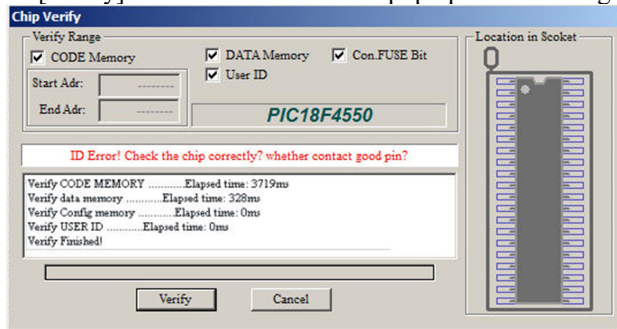 Chip Verify
Verify Range
CODE Memory
DATA Memory
Con.FUSE Bit
User ID
Start Adr: --------
End Adr: --------
PIC18F4550
Location in Scoket
ID Error! Check the chip correctly? whether contact good pin?
Verify CODE MEMORY ...........Elapsed time: 3719ms
Verify data memory ...........Elapsed time: 328ms
Verify Config memory ...........Elapsed time: 0ms
Verify USER ID ...........Elapsed time: 0ms
Verify Finished!
Verify
Cancel